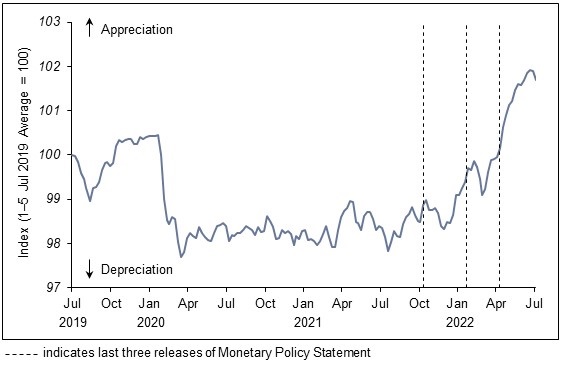 103
Appreciation
102
101
100
99
98
Depreciation
97
Index (1–5 Jul 2019 Average = 100)
Jul Oct Jan Apr Jul Oct Jan Apr Jul Oct Jan Apr Jul
2019 2020 2021 2022
----- indicates last three releases of Monetary Policy Statement